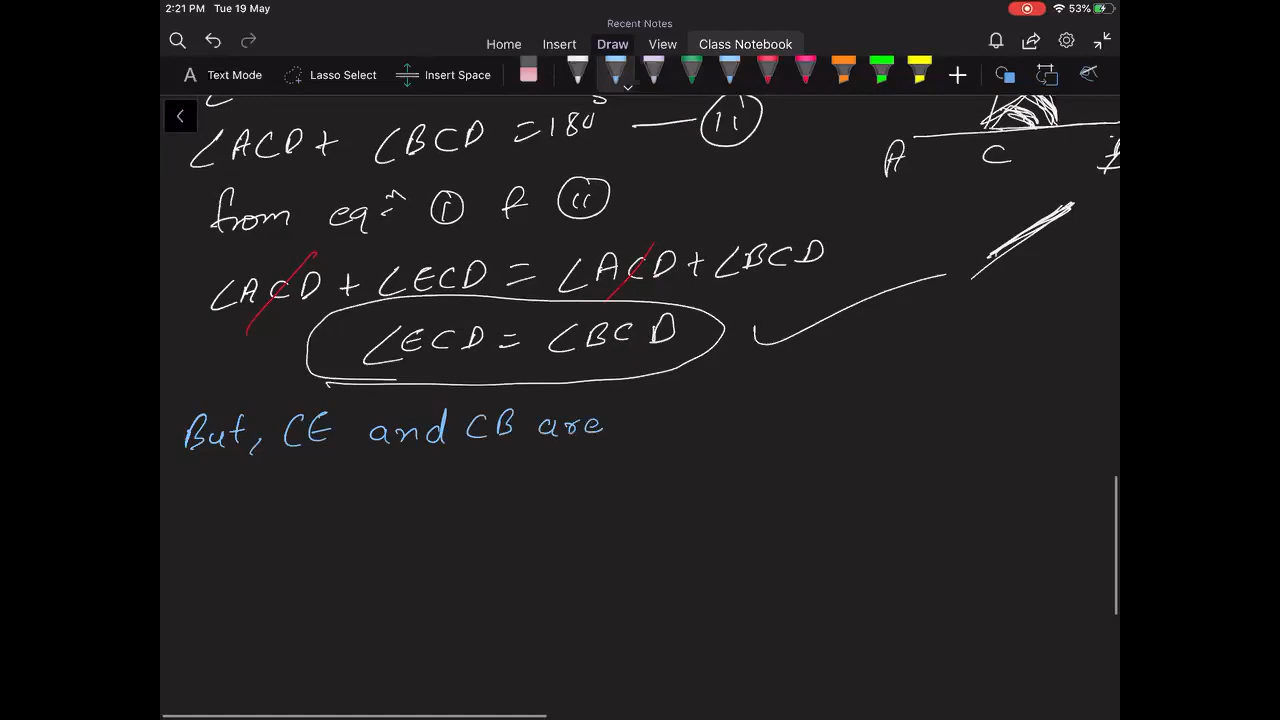 2:21 PM Tue 19 May
53%
Recent Notes
Home Insert Draw View Class Notebook
Text Mode Lasso Select Insert Space
∠ACD + ∠BCD = 180° — (ii)
A C
from eqⁿ (i) & (ii)
∠ACD + ∠ECD = ∠ACD + ∠BCD
∠ECD = ∠BCD
But, CE and CB are